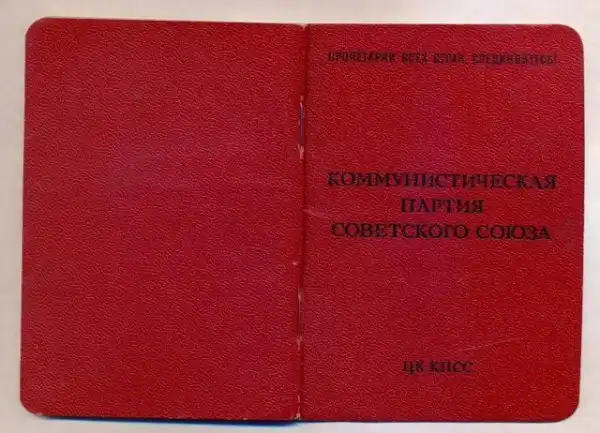 ПРОЛЕТАРИИ ВСЕХ СТРАН, СОЕДИНЯЙТЕСЬ!
КОММУНИСТИЧЕСКАЯ
ПАРТИЯ
СОВЕТСКОГО СОЮЗА
ЦК КПСС